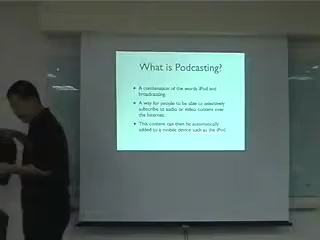 What is Podcasting?
A combination of the words iPod and
broadcasting.
A way for people to be able to selectively
subscribe to audio or video content over
the Internet.
This content can then be automatically
added to a mobile device such as the iPod.